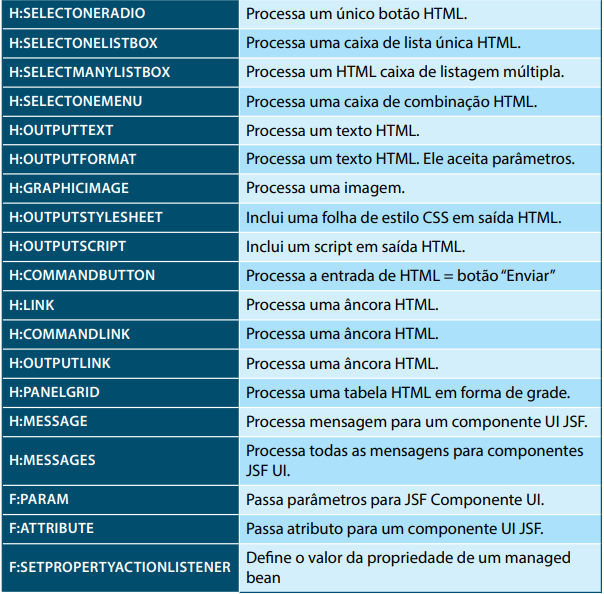 H:SELECTONERADIO Processa um único botão HTML.
H:SELECTONELISTBOX Processa uma caixa de lista única HTML.
H:SELECTMANYLISTBOX Processa um HTML caixa de listagem múltipla.
H:SELECTONEMENU Processa uma caixa de combinação HTML.
H:OUTPUTTEXT Processa um texto HTML.
H:OUTPUTFORMAT Processa um texto HTML. Ele aceita parâmetros.
H:GRAPHICIMAGE Processa uma imagem.
H:OUTPUTSTYLESHEET Inclui uma folha de estilo CSS em saída HTML.
H:OUTPUTSCRIPT Inclui um script em saída HTML.
H:COMMANDBUTTON Processa a entrada de HTML = botão “Enviar”
H:LINK Processa uma âncora HTML.
H:COMMANDLINK Processa uma âncora HTML.
H:OUTPUTLINK Processa uma âncora HTML.
H:PANELGRID Processa uma tabela HTML em forma de grade.
H:MESSAGE Processa mensagem para um componente UI JSF.
H:MESSAGES Processa todas as mensagens para componentes
JSF UI.
F:PARAM Passa parâmetros para JSF Componente UI.
F:ATTRIBUTE Passa atributo para um componente UI JSF.
F:SETPROPERTYACTIONLISTENER Define o valor da propriedade de um managed
bean